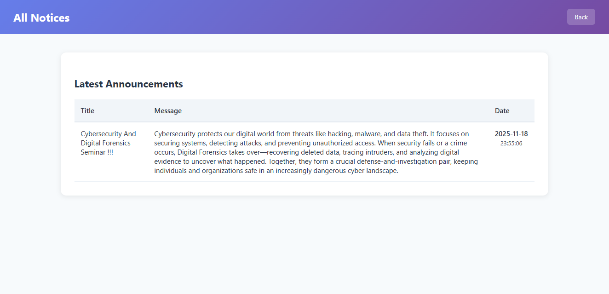 All Notices
Back
Latest Announcements
Title Message Date
Cybersecurity And
Digital Forensics
Seminar !!!
Cybersecurity protects our digital world from threats like hacking, malware, and data theft. It focuses on
securing systems, detecting attacks, and preventing unauthorized access. When security fails or a crime
occurs, Digital Forensics takes over—recovering deleted data, tracing intruders, and analyzing digital
evidence to uncover what happened. Together, they form a crucial defense-and-investigation pair, keeping
individuals and organizations safe in an increasingly dangerous cyber landscape.
2025-11-18
23:55:00